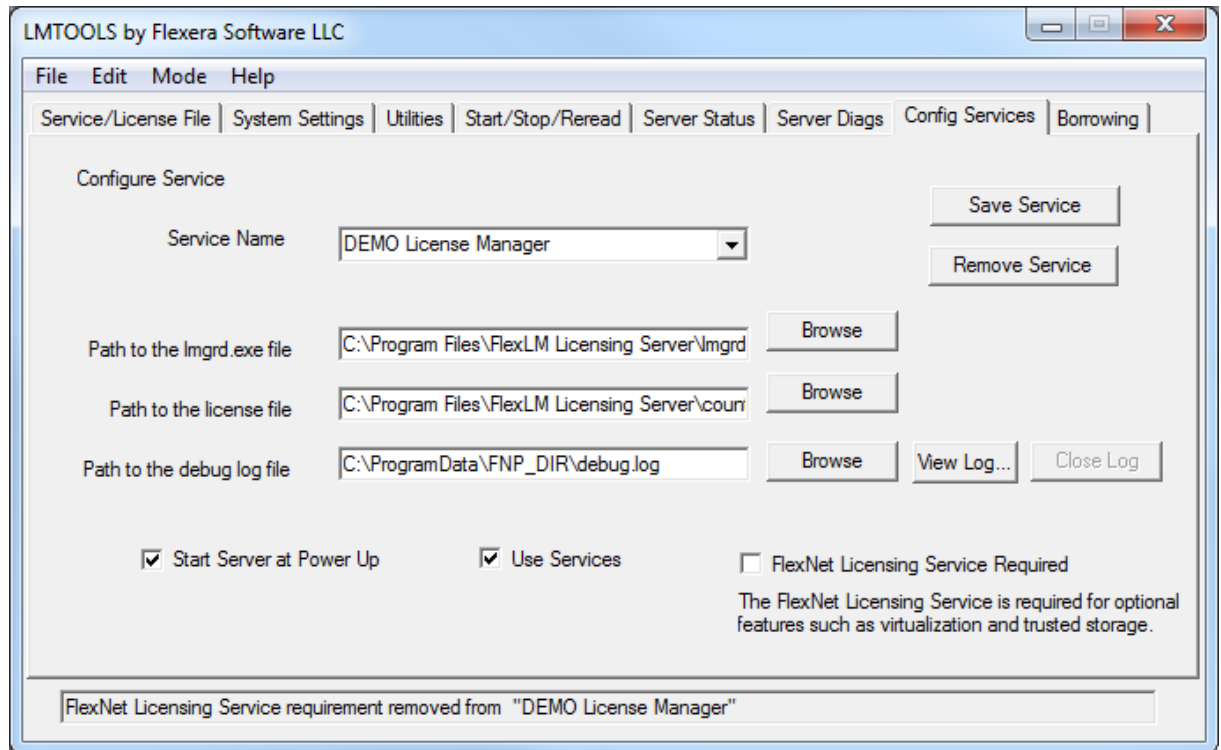 LMTOOLS by Flexera Software LLC
File Edit Mode Help
Service/License File System Settings Utilities Start/Stop/Reread Server Status Server Diags Config Services Borrowing
Configure Service
Save Service
Service Name DEMO License Manager
Remove Service
Path to the lmgrd.exe file C:\Program Files\FlexLM Licensing Server\lmgrd Browse
Path to the license file C:\Program Files\FlexLM Licensing Server\coun Browse
Path to the debug log file C:\ProgramData\FNP_DIR\debug.log Browse View Log... Close Log
Start Server at Power Up Use Services FlexNet Licensing Service Required
The FlexNet Licensing Service is required for optional
features such as virtualization and trusted storage.
FlexNet Licensing Service requirement removed from "DEMO License Manager"